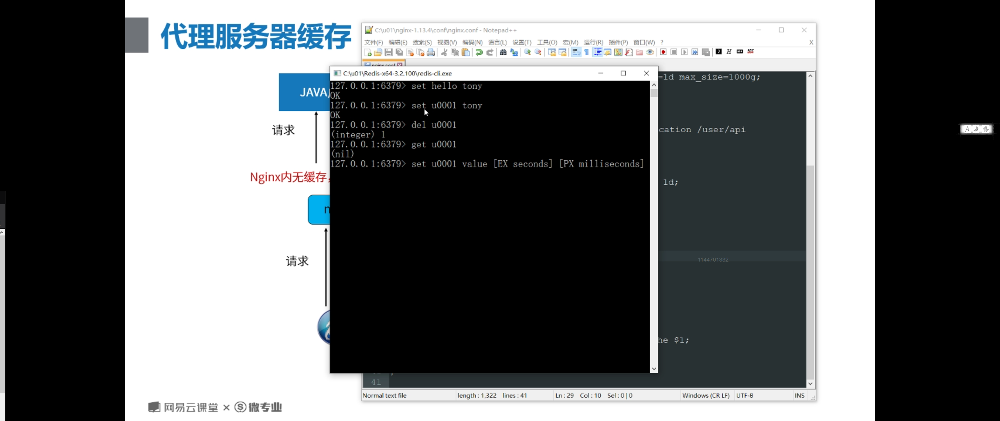 代理服务器缓存
JAVA
请求
Nginx内无缓存，
请求
网易云课堂 × 微专业
C:\u01\nginx-1.13.4\conf\nginx.conf - Notepad++
文件(F) 编辑(E) 搜索(S) 视图(V) 编码(N) 语言(L) 设置(T) 工具(O) 宏(M) 运行(R) 插件(P) 窗口(W) ? X
nginx.conf
C:\u01\Redis-x64-3.2.100\redis-cli.exe
127.0.0.1:6379> set hello tony
OK
127.0.0.1:6379> set u0001 tony
OK
127.0.0.1:6379> del u0001
(integer) 1
127.0.0.1:6379> get u0001
(nil)
127.0.0.1:6379> set u0001 value [EX seconds] [PX milliseconds]
=1d max_size=1000g;
cation /user/api
1d;
1144701332
he $1;
41
Normal text file length : 1,322 lines : 41 Ln : 29 Col : 10 Sel : 0 | 0 Windows (CR LF) UTF-8 INS